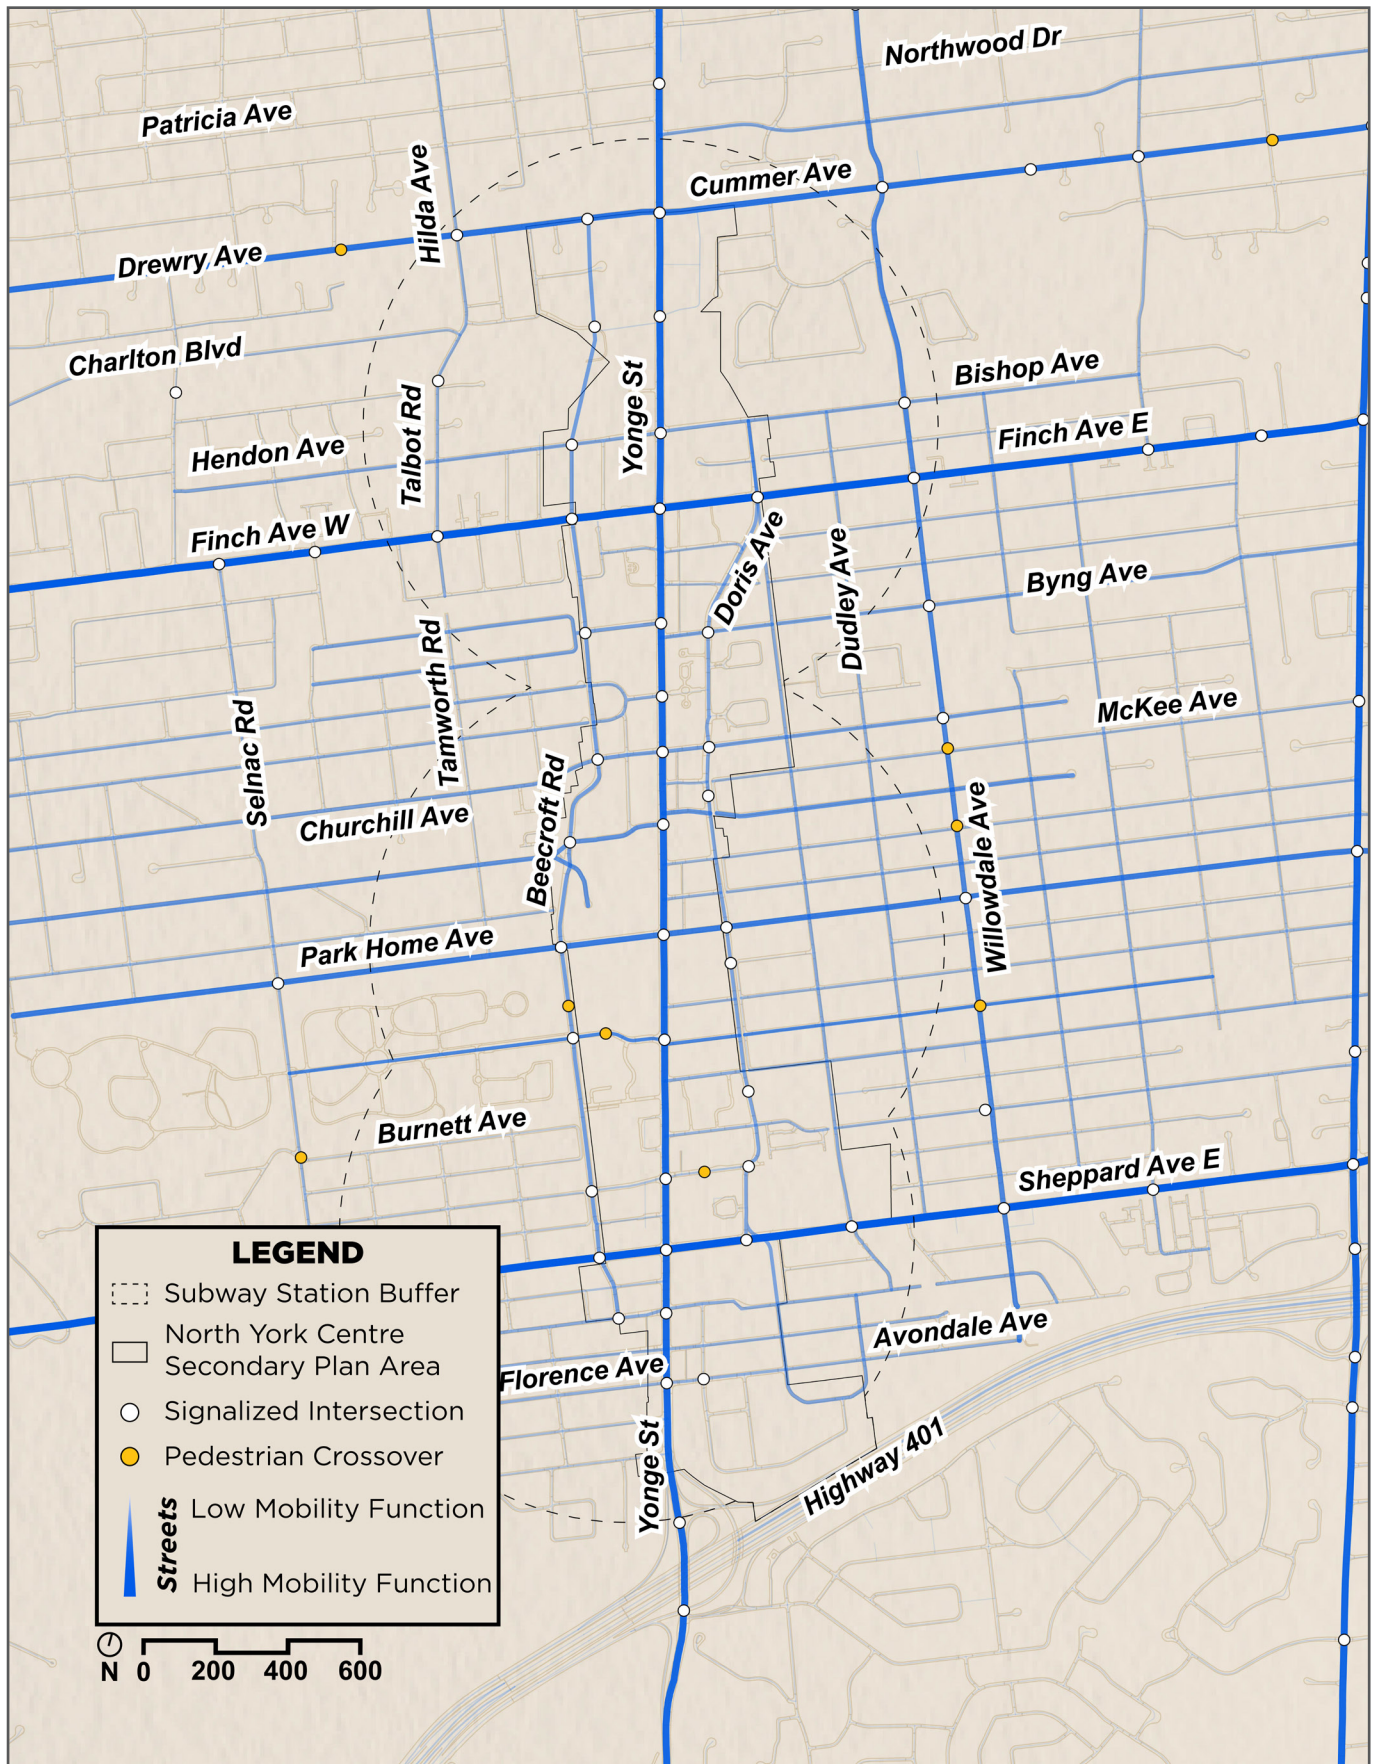 Northwood Dr
Patricia Ave
Hilda Ave
Cummer Ave
Drewry Ave
Charlton Blvd
Talbot Rd
Yonge St
Bishop Ave
Hendon Ave
Finch Ave E
Finch Ave W
Doris Ave
Dudley Ave
Byng Ave
Tamworth Rd
Selnac Rd
McKee Ave
Beecroft Rd
Churchill Ave
Willowdale Ave
Park Home Ave
Burnett Ave
Sheppard Ave E
Avondale Ave
Florence Ave
Yonge St
Highway 401
LEGEND
Subway Station Buffer
North York Centre
Secondary Plan Area
Signalized Intersection
Pedestrian Crossover
Streets
Low Mobility Function
High Mobility Function
N 0 200 400 600